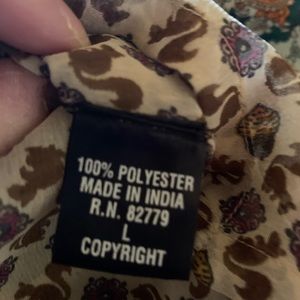 100% POLYESTER
MADE IN INDIA
R.N. 82779
L
COPYRIGHT